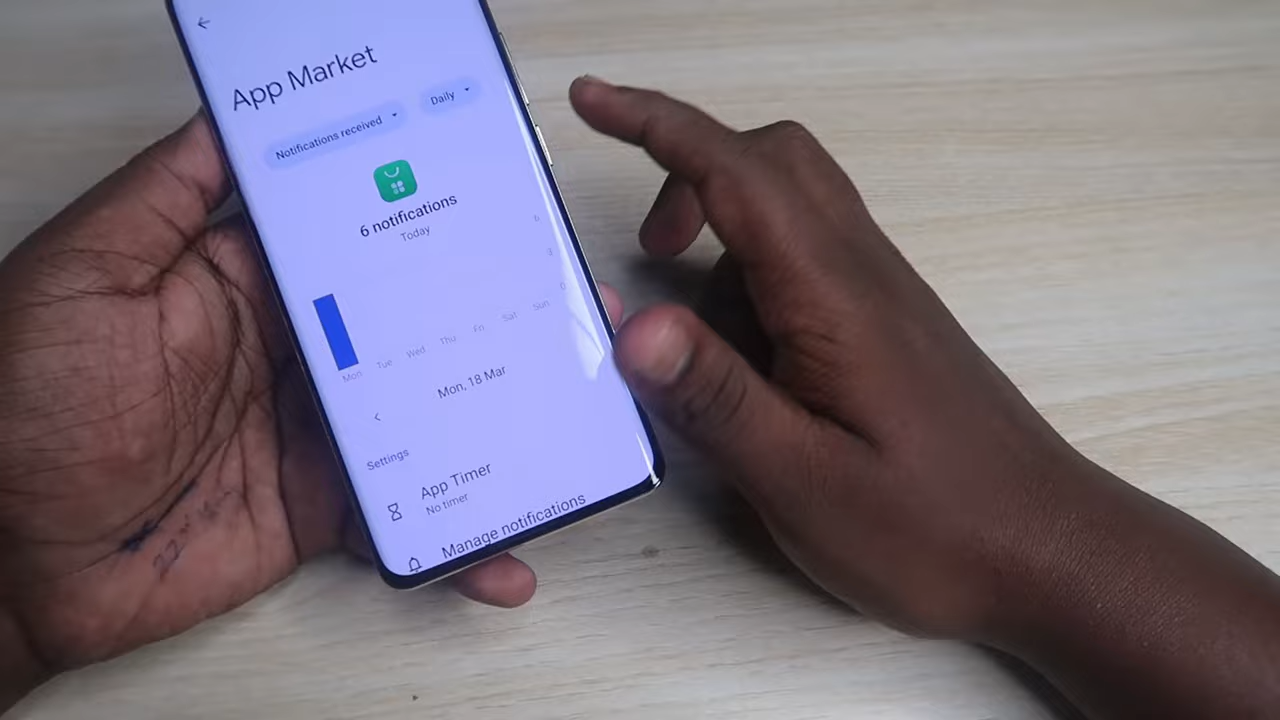 App Market
Notifications received
Daily
6 notifications
Today
6
3
0
Mon Tue Wed Thu Fri Sat Sun
Mon, 18 Mar
Settings
App Timer
No timer
Manage notifications